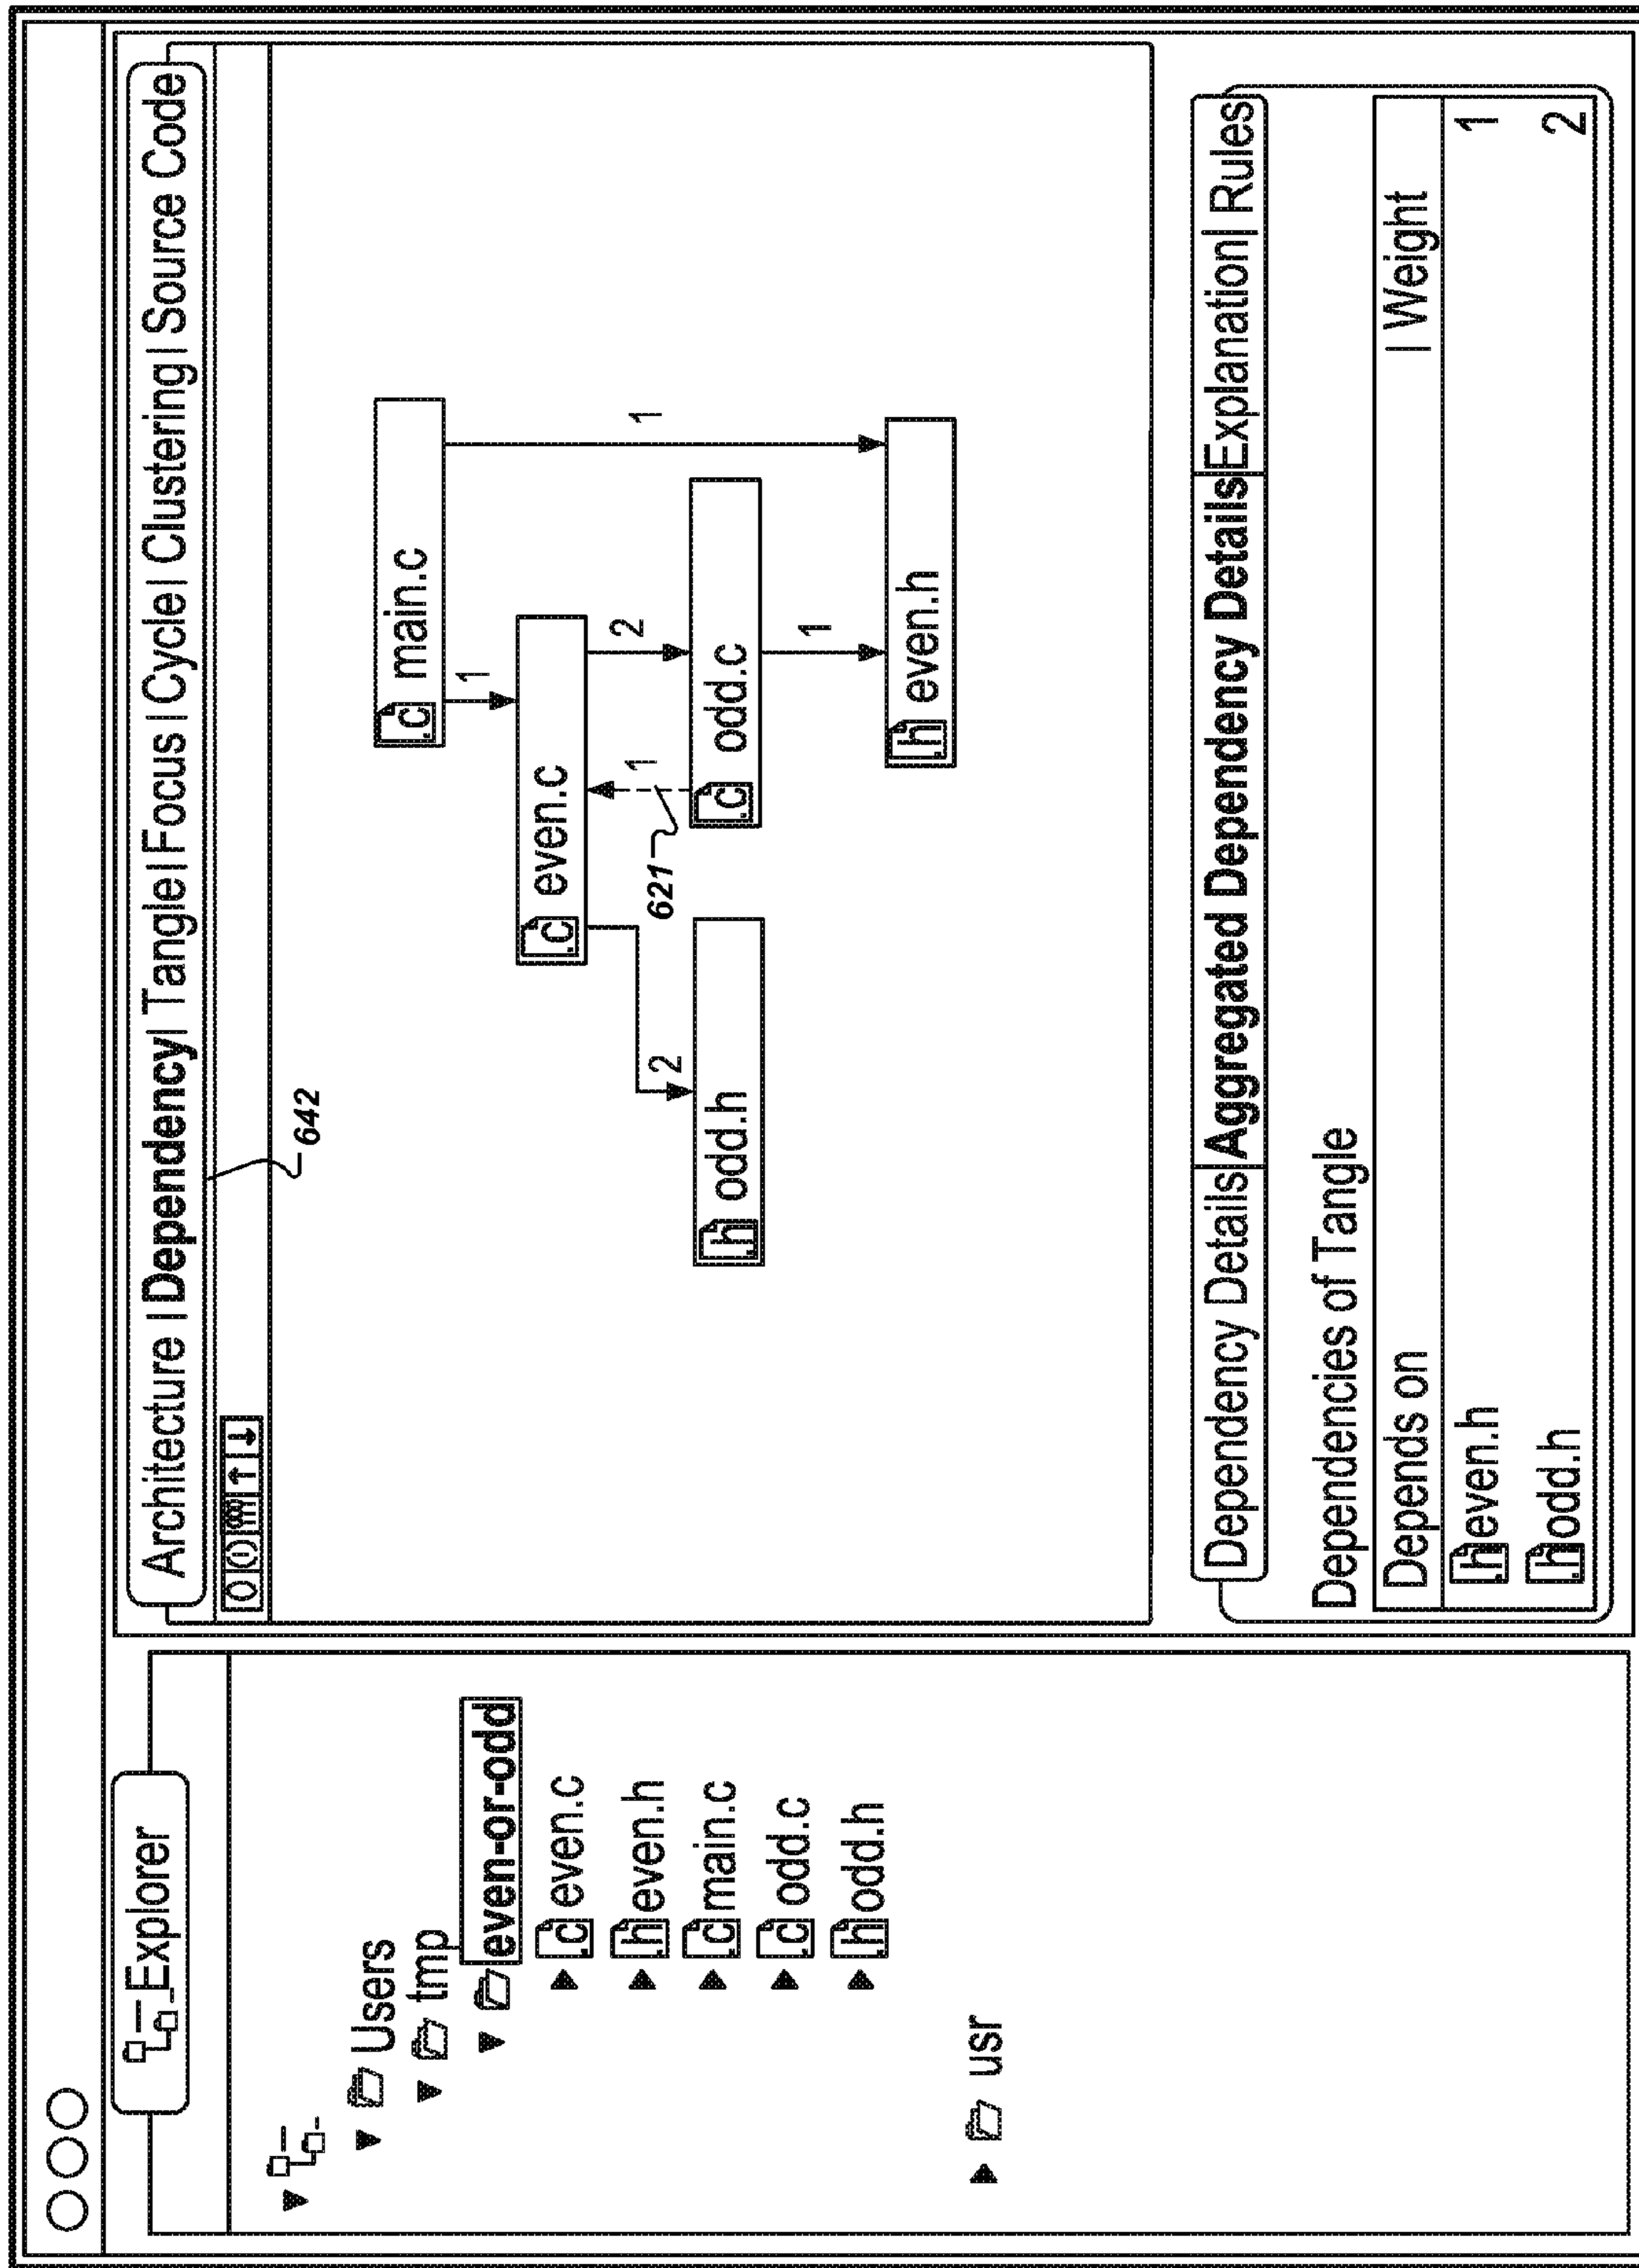 Explorer
Users
tmp
even-or-odd
.c even.c
.h even.h
.c main.c
.c odd.c
.h odd.h
usr
Architecture | Dependency | Tangle | Focus | Cycle | Clustering | Source Code
642
.c main.c
1
1
.c even.c
2
1
621
2
.h odd.h
.c odd.c
1
.h even.h
Dependency Details | Aggregated Dependency Details | Explanation | Rules
Dependencies of Tangle
Depends on | Weight
.h even.h 1
.h odd.h 2